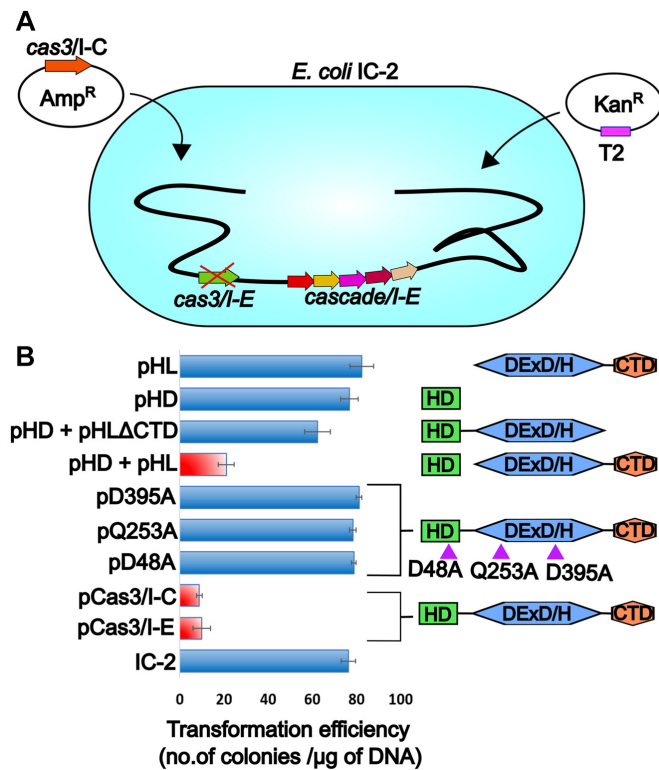 A
cas3/I-C
Amp^R
E. coli IC-2
Kan^R
T2
cas3/I-E
cascade/I-E
B
pHL
DExD/H
CTD
pHD
HD
pHD + pHLΔCTD
HD
DExD/H
pHD + pHL
HD
DExD/H
CTD
pD395A
pQ253A
HD
DExD/H
CTD
pD48A
D48A
Q253A
D395A
pCas3/I-C
HD
DExD/H
CTD
pCas3/I-E
IC-2
0 20 40 60 80 100
Transformation efficiency
(no.of colonies /µg of DNA)